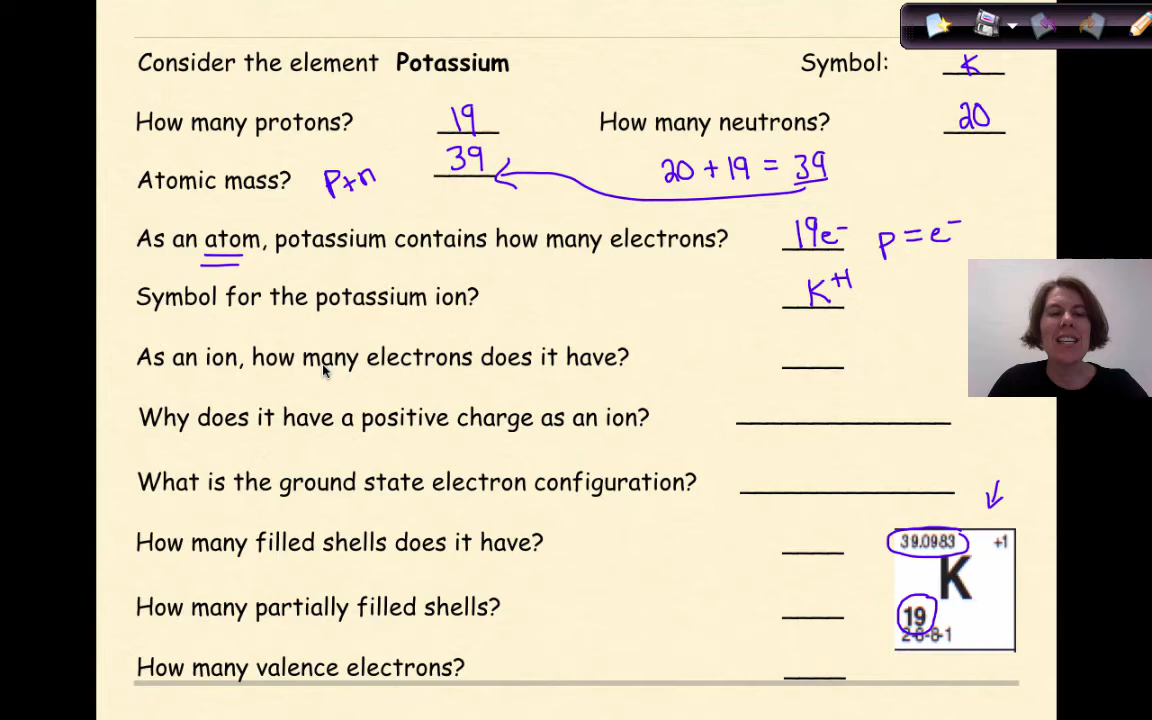 Consider the element Potassium Symbol: K
How many protons? 19 How many neutrons? 20
Atomic mass? p+n 39 20 + 19 = 39
As an atom, potassium contains how many electrons? 19e⁻ p = e⁻
Symbol for the potassium ion? K⁺¹
As an ion, how many electrons does it have?
Why does it have a positive charge as an ion?
What is the ground state electron configuration?
How many filled shells does it have?
39.0983 +1
K
How many partially filled shells?
19
2-8-8-1
How many valence electrons?